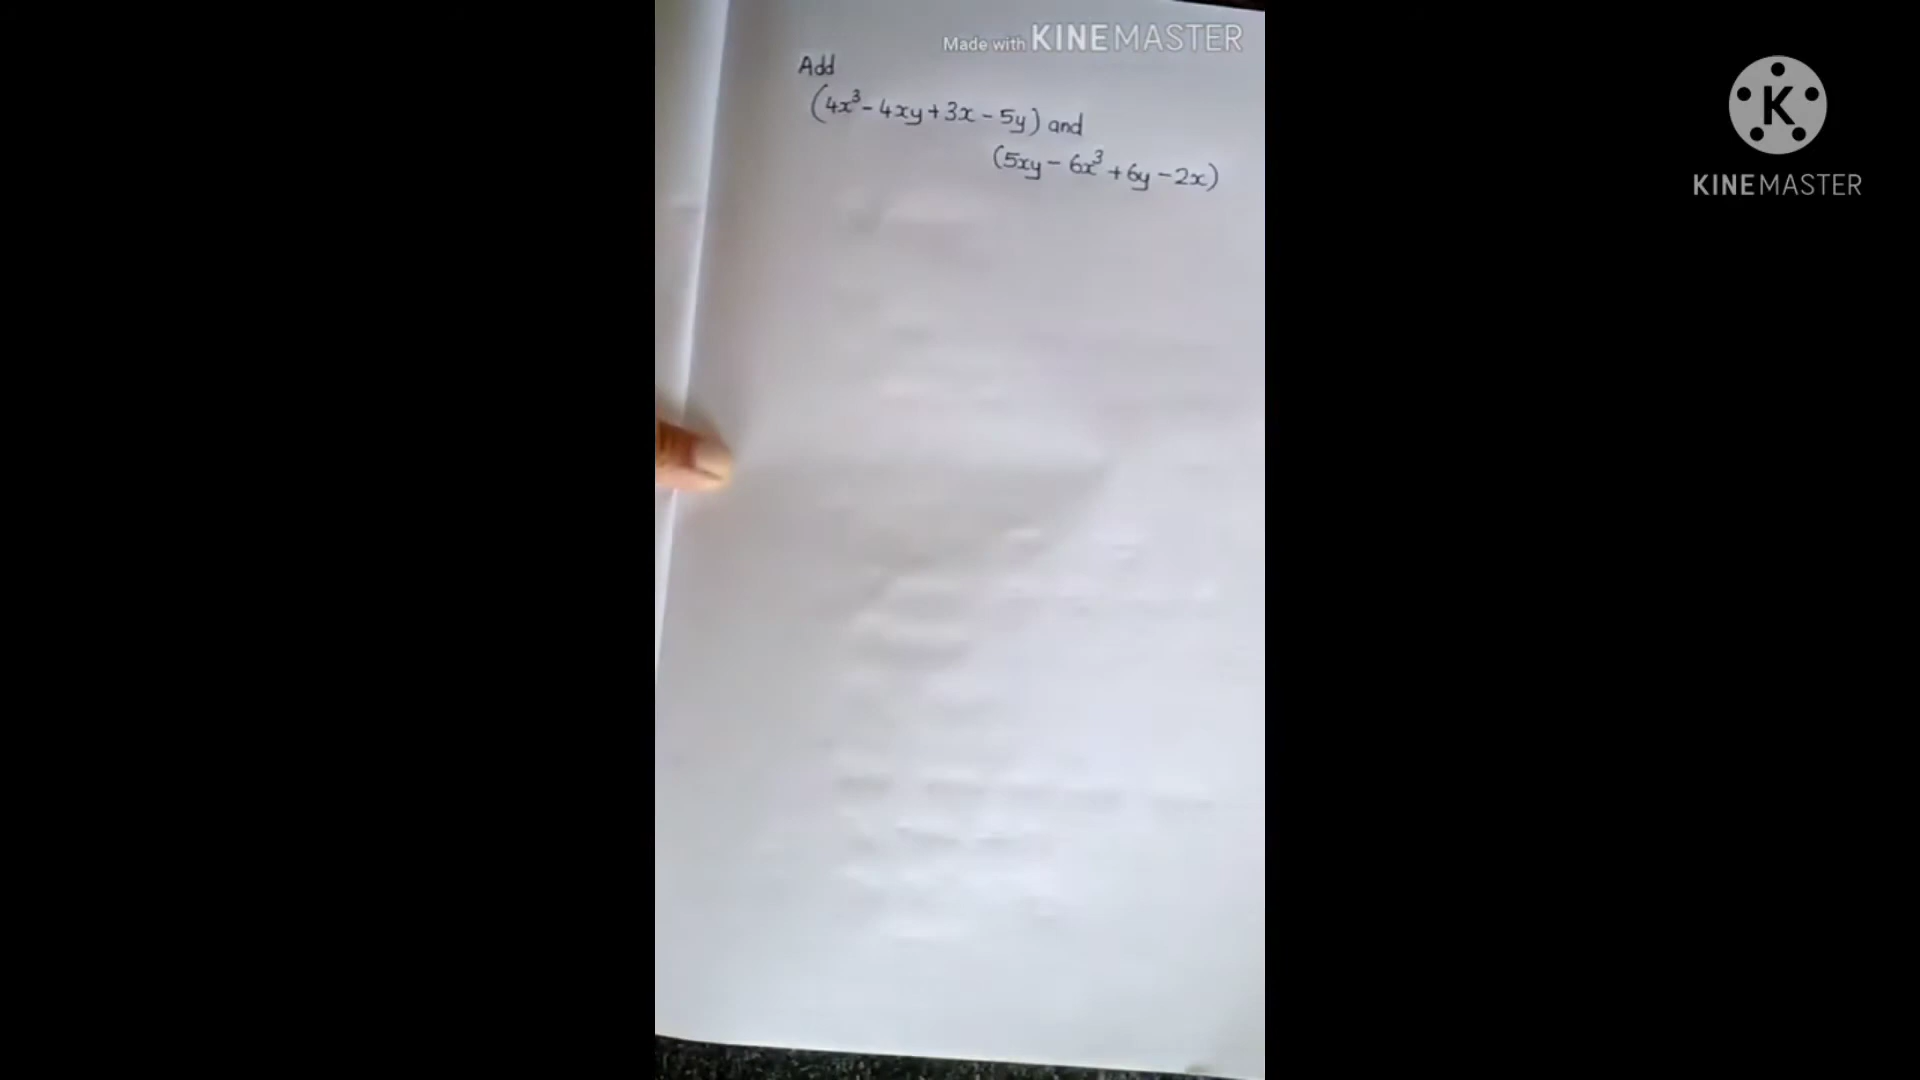 Made with KINEMASTER
Add
(4x³ - 4xy + 3x - 5y) and
(5xy - 6x³ + 6y - 2x)
K
KINEMASTER